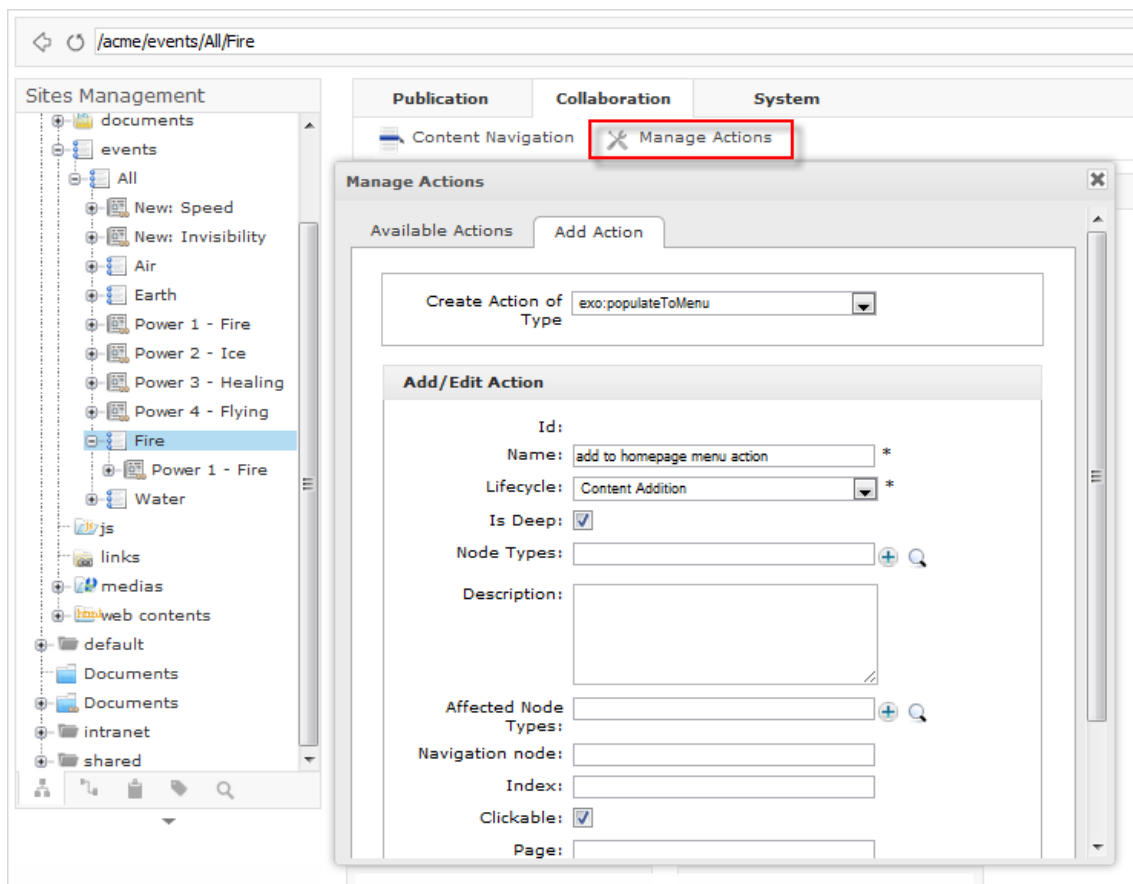 /acme/events/All/Fire
Sites Management
documents
events
All
New: Speed
New: Invisibility
Air
Earth
Power 1 - Fire
Power 2 - Ice
Power 3 - Healing
Power 4 - Flying
Fire
Power 1 - Fire
Water
js
links
medias
web contents
default
Documents
Documents
intranet
shared
Publication Collaboration System
Content Navigation Manage Actions
Manage Actions
Available Actions Add Action
Create Action of
Type
exo:populateToMenu
Add/Edit Action
Id:
Name: add to homepage menu action *
Lifecycle: Content Addition *
Is Deep:
Node Types:
Description:
Affected Node
Types:
Navigation node:
Index:
Clickable:
Page: